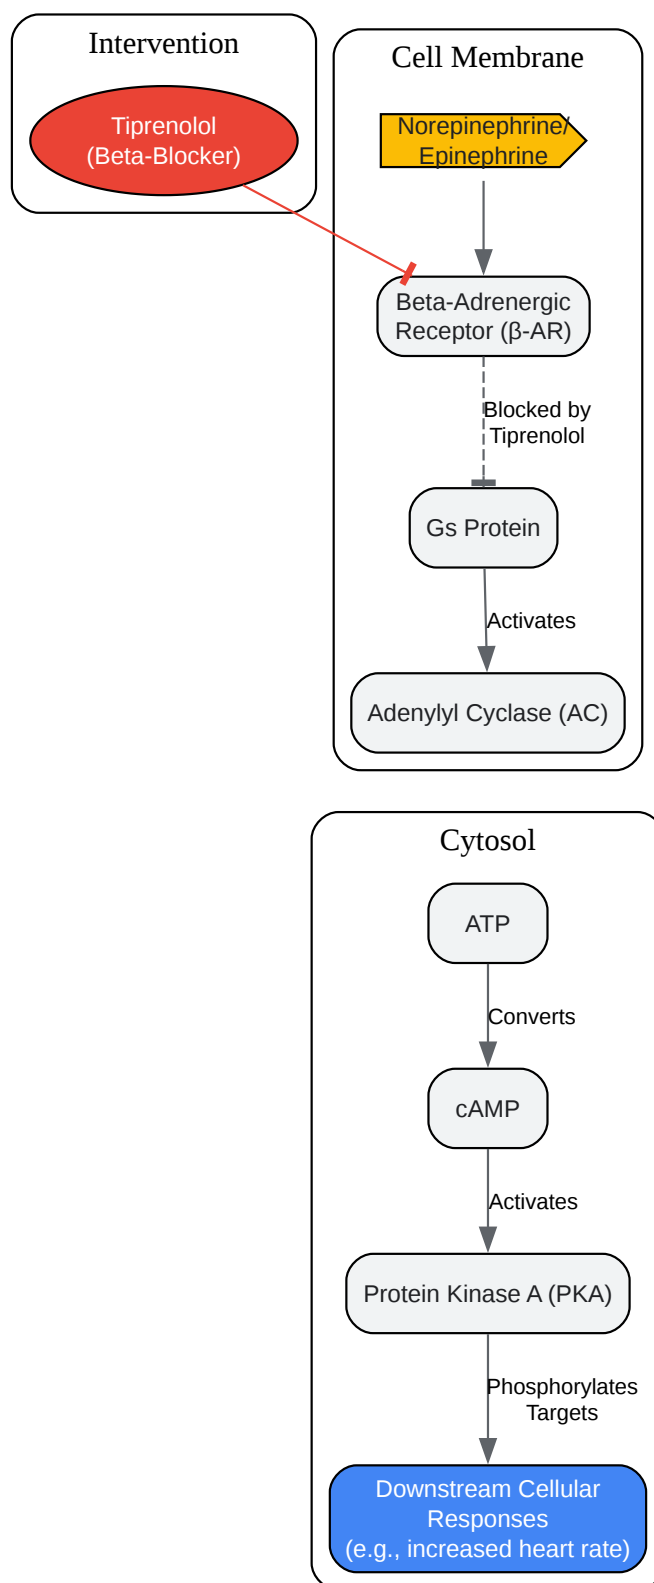 Intervention
Tiprenolol
(Beta-Blocker)
Cell Membrane
Norepinephrine/
Epinephrine
Beta-Adrenergic
Receptor (β-AR)
Blocked by
Tiprenolol
Gs Protein
Activates
Adenylyl Cyclase (AC)
Cytosol
ATP
Converts
cAMP
Activates
Protein Kinase A (PKA)
Phosphorylates
Targets
Downstream Cellular
Responses
(e.g., increased heart rate)